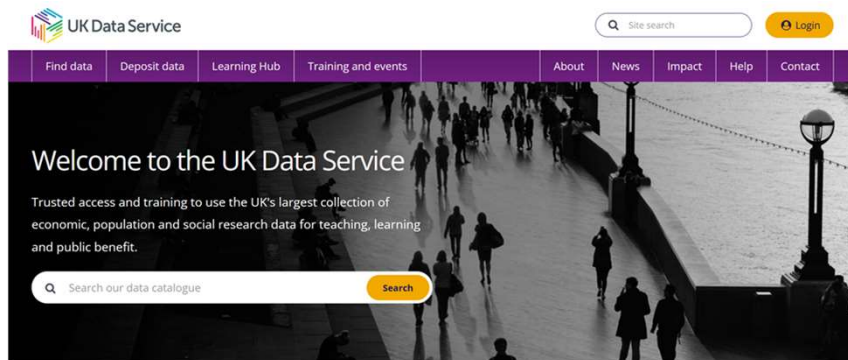 UK Data Service
Site search
Login
Find data
Deposit data
Learning Hub
Training and events
About
News
Impact
Help
Contact
Welcome to the UK Data Service
Trusted access and training to use the UK's largest collection of
economic, population and social research data for teaching, learning
and public benefit.
Search our data catalogue
Search